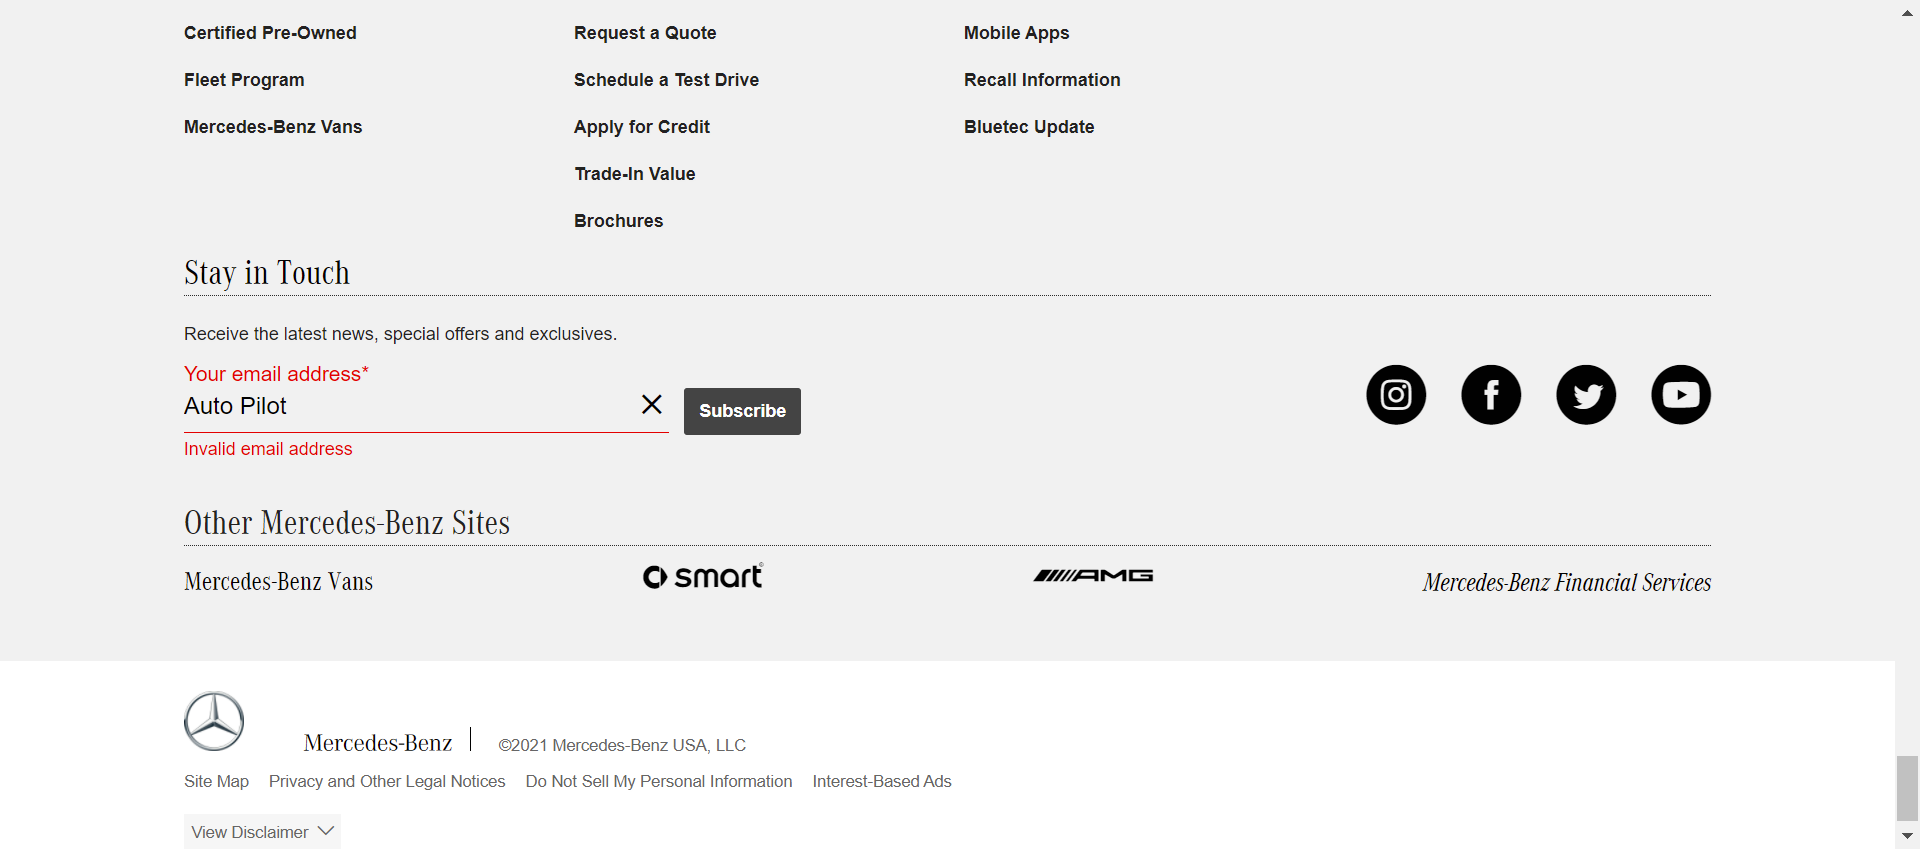 Certified Pre-Owned
Fleet Program
Mercedes-Benz Vans
Request a Quote
Schedule a Test Drive
Apply for Credit
Trade-In Value
Brochures
Mobile Apps
Recall Information
Bluetec Update
Stay in Touch
Receive the latest news, special offers and exclusives.
Your email address*
Auto Pilot
Subscribe
Invalid email address
Other Mercedes-Benz Sites
Mercedes-Benz Vans
smart®
AMG
Mercedes-Benz Financial Services
Mercedes-Benz
©2021 Mercedes-Benz USA, LLC
Site Map Privacy and Other Legal Notices Do Not Sell My Personal Information Interest-Based Ads
View Disclaimer